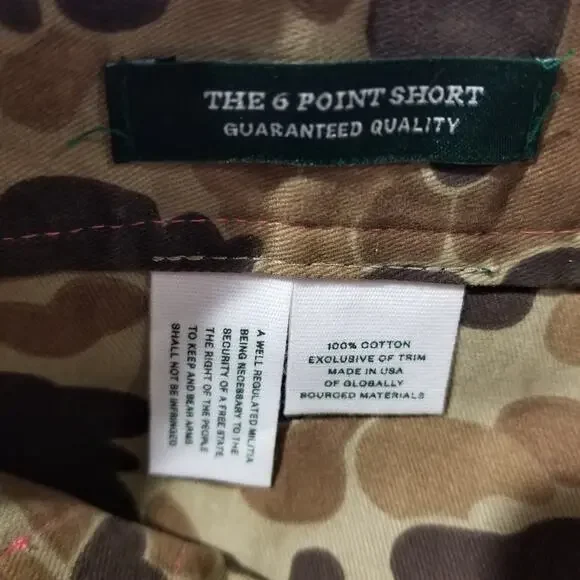 THE 6 POINT SHORT
GUARANTEED QUALITY
A WELL REGULATED MILITIA
BEING NECESSARY TO THE
SECURITY OF A FREE STATE
THE RIGHT OF THE PEOPLE
TO KEEP AND BEAR ARMS
SHALL NOT BE INFRINGED
100% COTTON
EXCLUSIVE OF TRIM
MADE IN USA
OF GLOBALLY
SOURCED MATERIALS